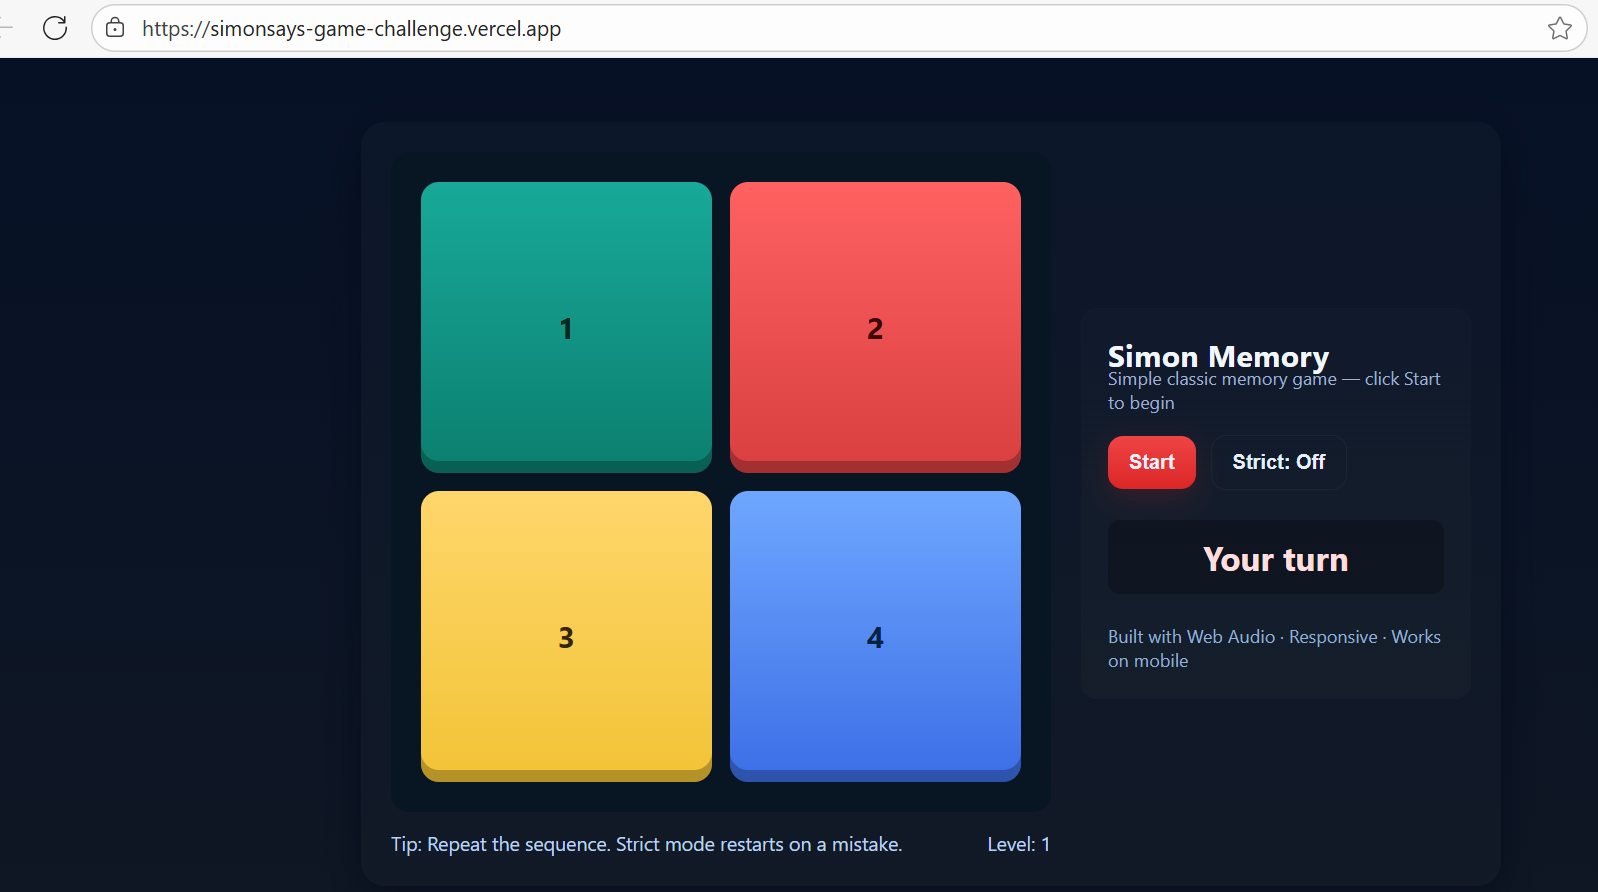 https://simonsays-game-challenge.vercel.app
1
2
3
4
Tip: Repeat the sequence. Strict mode restarts on a mistake.
Level: 1
Simon Memory
Simple classic memory game — click Start
to begin
Start
Strict: Off
Your turn
Built with Web Audio · Responsive · Works
on mobile